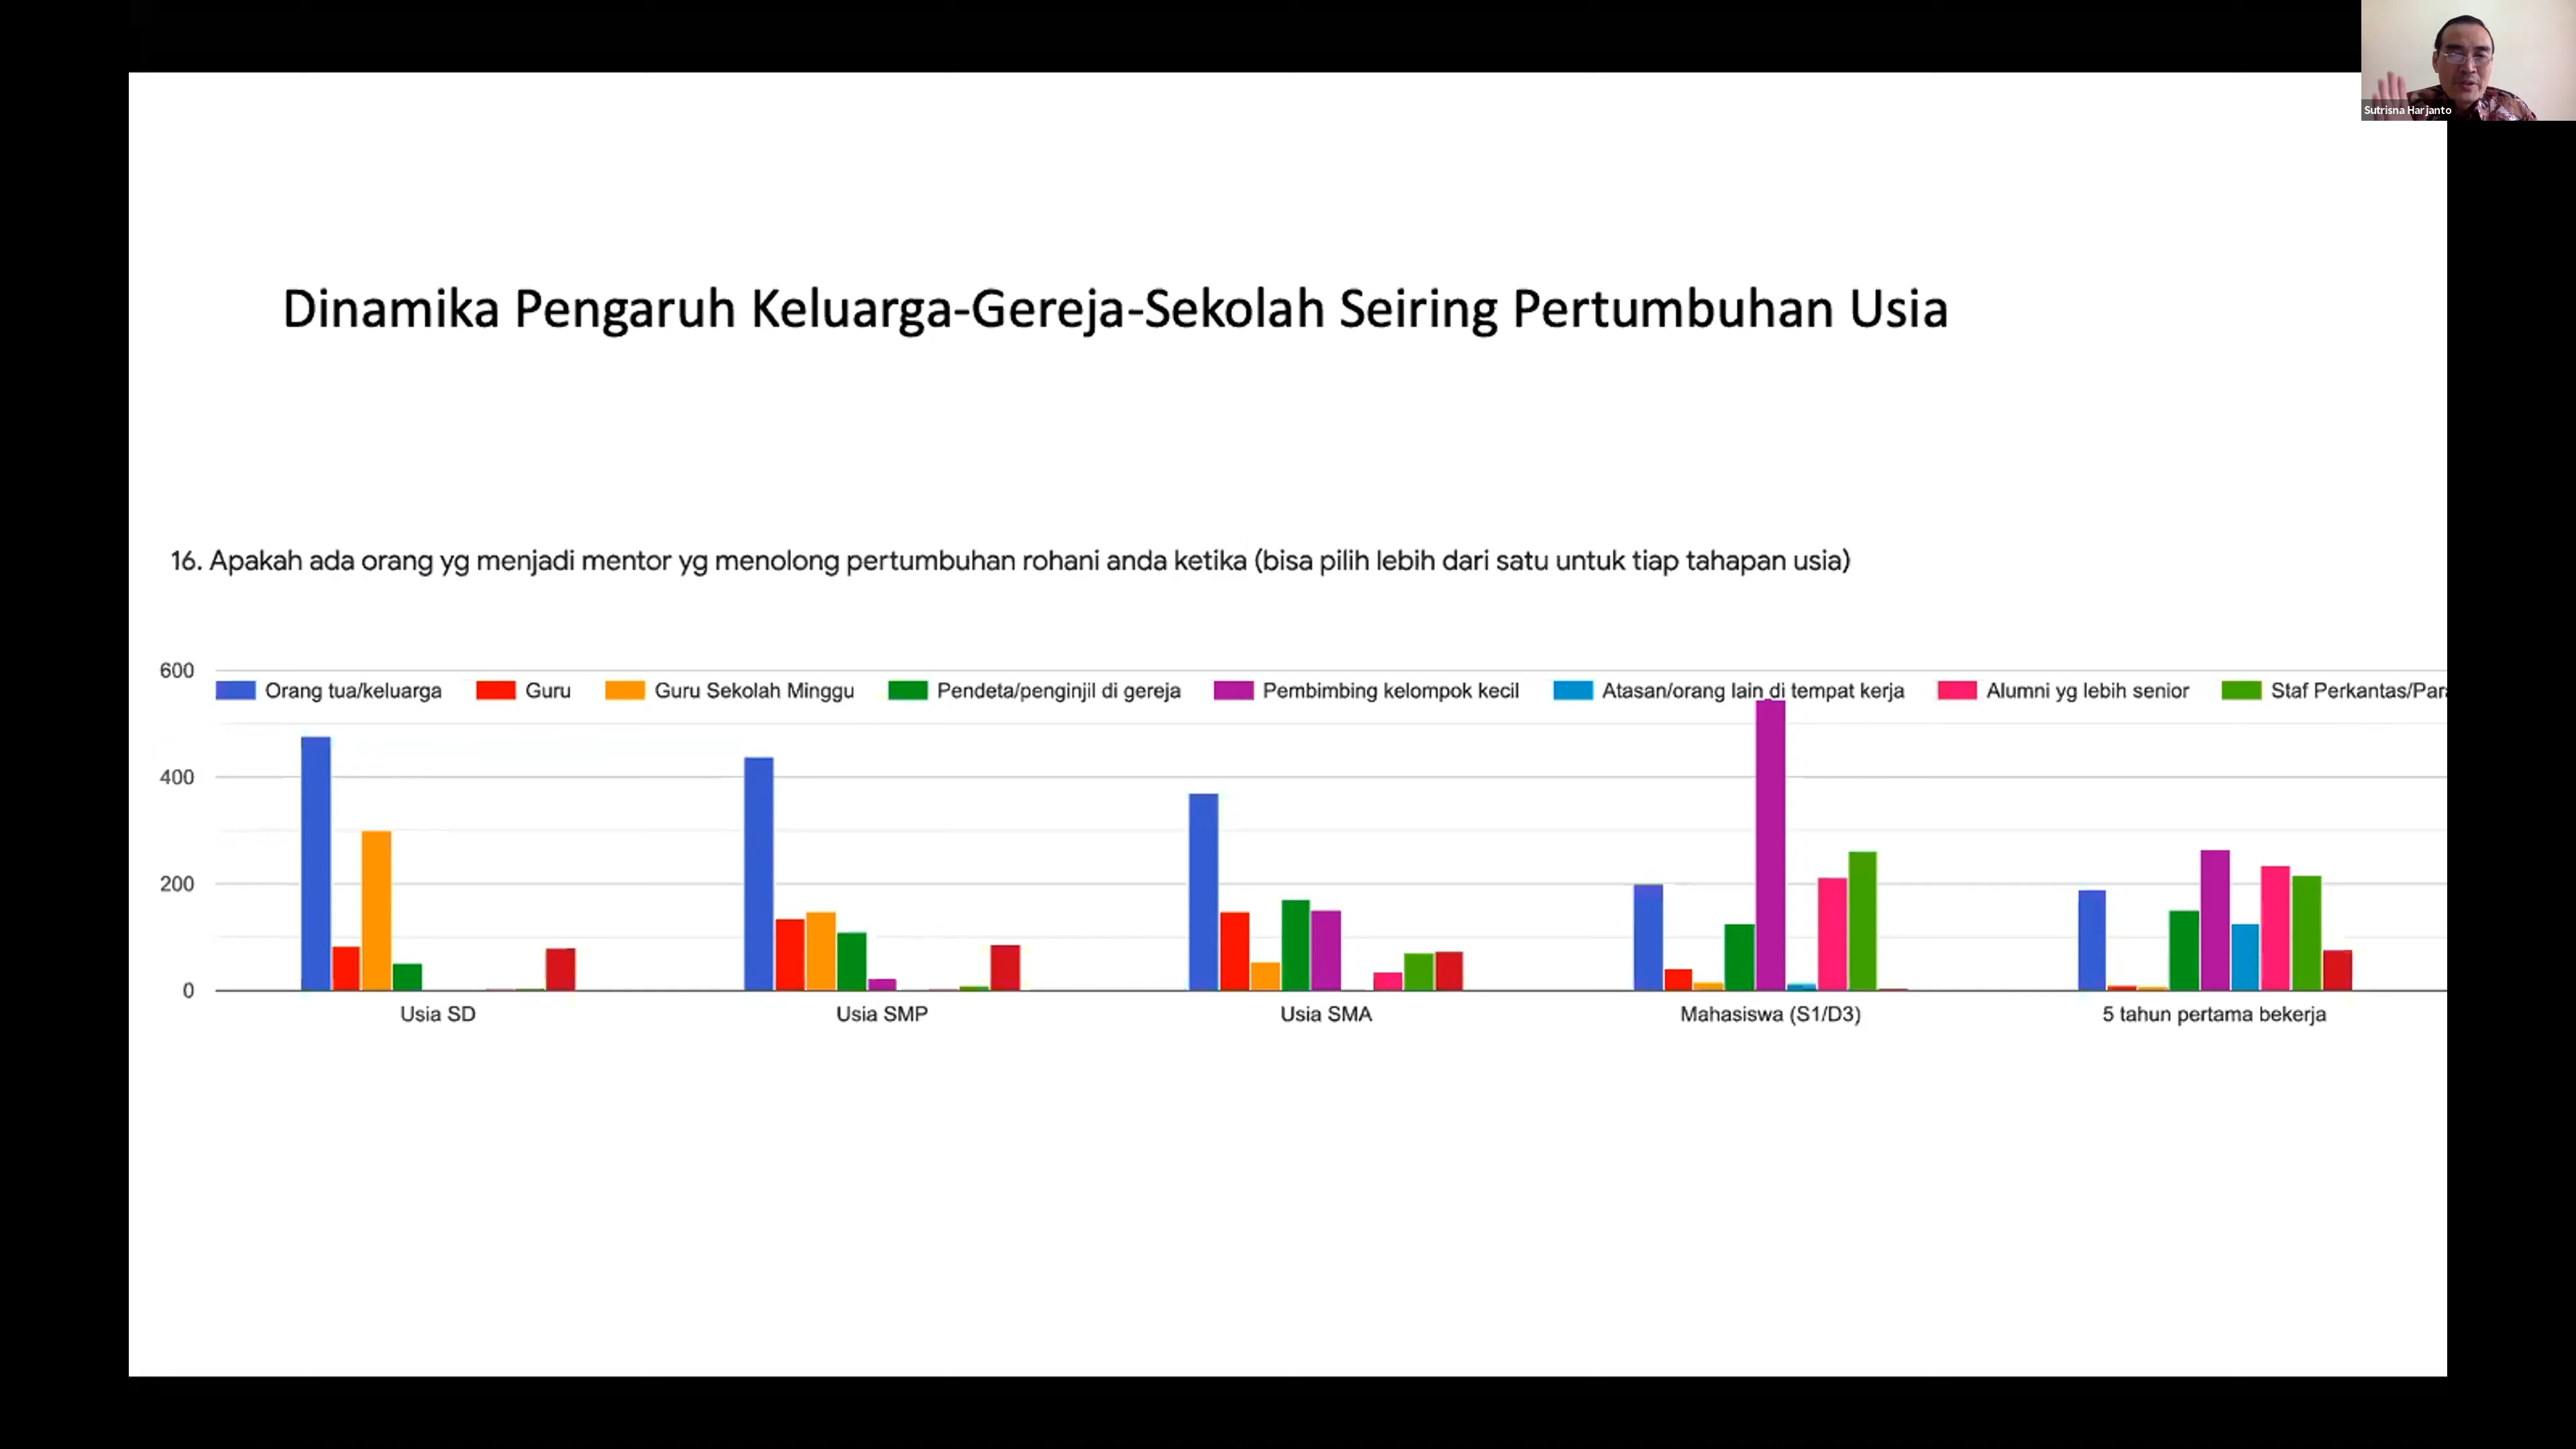 Sutrisna Harjanto
Dinamika Pengaruh Keluarga-Gereja-Sekolah Seiring Pertumbuhan Usia
16. Apakah ada orang yg menjadi mentor yg menolong pertumbuhan rohani anda ketika (bisa pilih lebih dari satu untuk tiap tahapan usia)
600
Orang tua/keluarga Guru Guru Sekolah Minggu Pendeta/penginjil di gereja Pembimbing kelompok kecil Atasan/orang lain di tempat kerja Alumni yg lebih senior Staf Perkantas/Par
400
200
0
Usia SD Usia SMP Usia SMA Mahasiswa (S1/D3) 5 tahun pertama bekerja